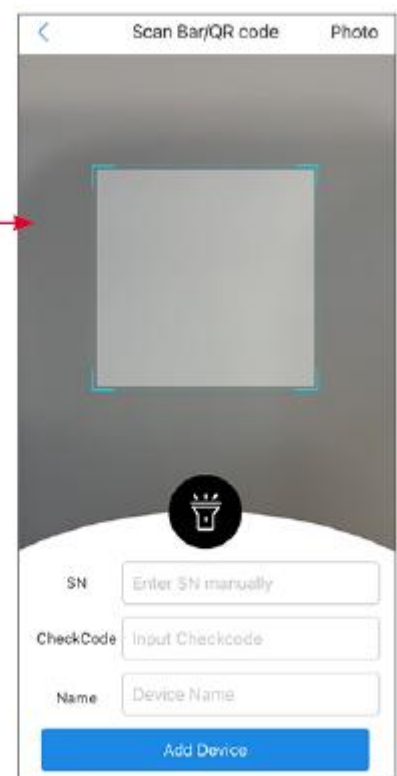 Scan Bar/QR code Photo
SN Enter SN manually
CheckCode Input Checkcode
Name Device Name
Add Device